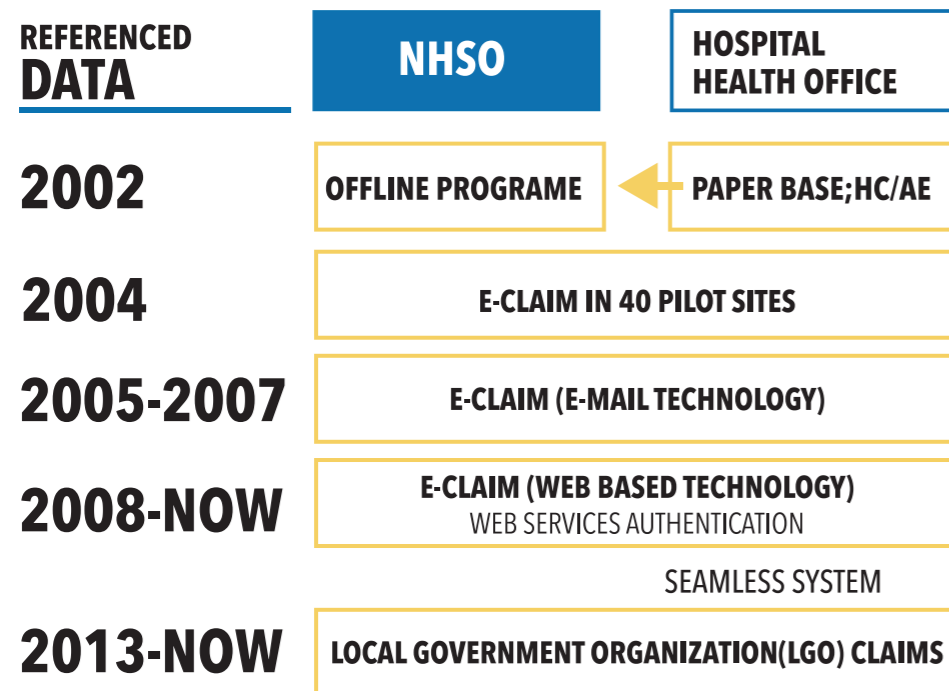 REFERENCED
DATA
NHSO
HOSPITAL
HEALTH OFFICE
2002
OFFLINE PROGRAME
PAPER BASE;HC/AE
2004
E-CLAIM IN 40 PILOT SITES
2005-2007
E-CLAIM (E-MAIL TECHNOLOGY)
2008-NOW
E-CLAIM (WEB BASED TECHNOLOGY)
WEB SERVICES AUTHENTICATION
SEAMLESS SYSTEM
2013-NOW
LOCAL GOVERNMENT ORGANIZATION(LGO) CLAIMS